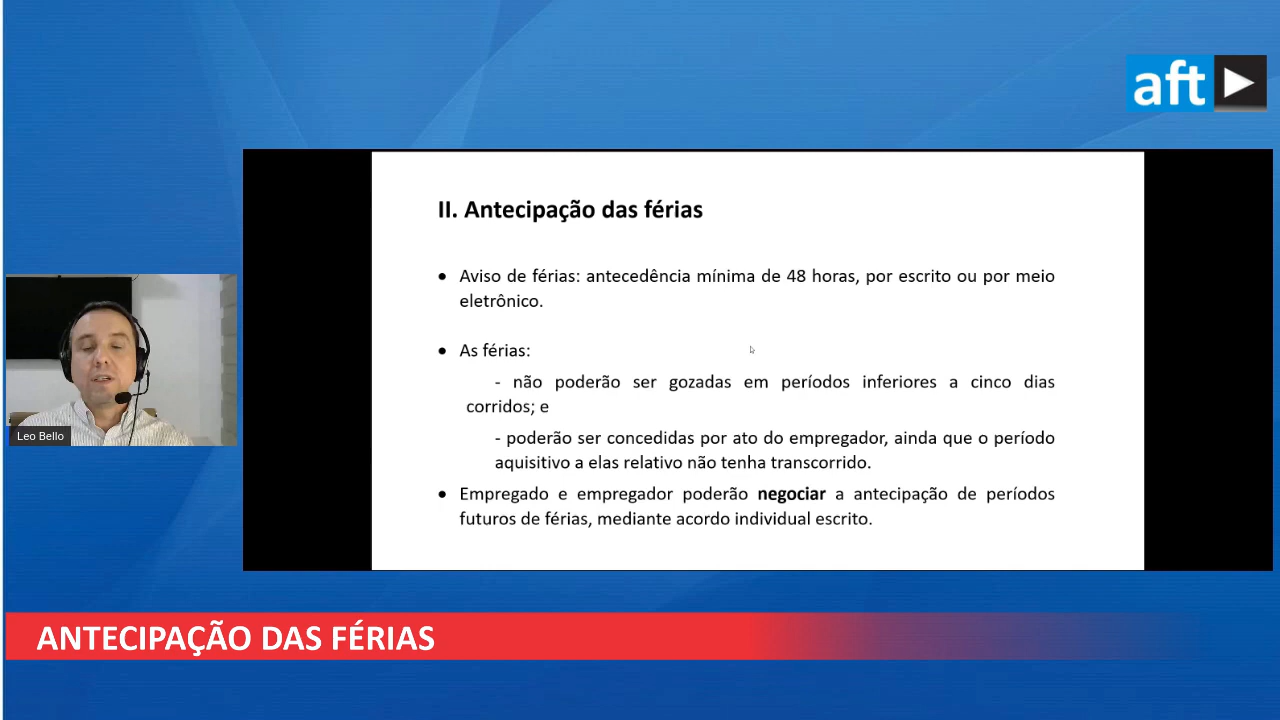 aft
II. Antecipação das férias
• Aviso de férias: antecedência mínima de 48 horas, por escrito ou por meio
eletrônico.
• As férias:
- não poderão ser gozadas em períodos inferiores a cinco dias
corridos; e
- poderão ser concedidas por ato do empregador, ainda que o período
aquisitivo a elas relativo não tenha transcorrido.
• Empregado e empregador poderão negociar a antecipação de períodos
futuros de férias, mediante acordo individual escrito.
Leo Bello
ANTECIPAÇÃO DAS FÉRIAS